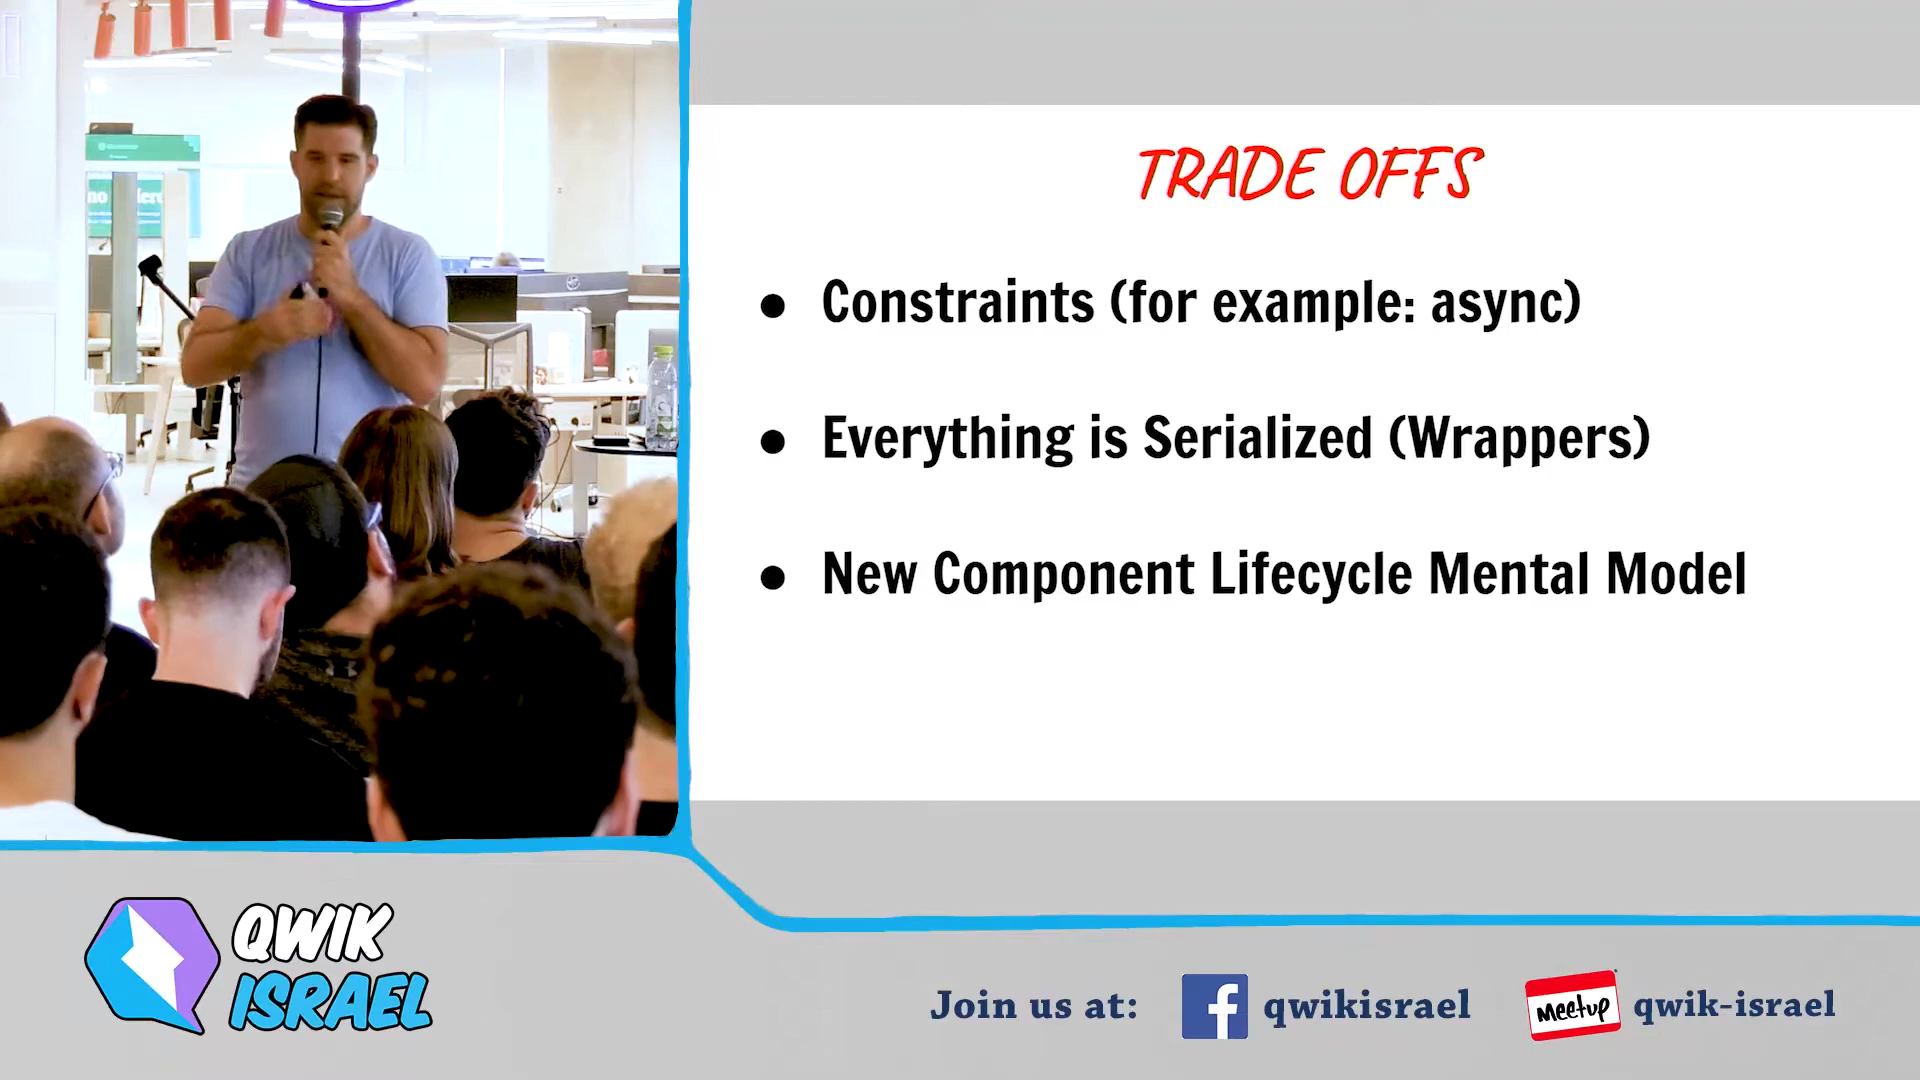 TRADE OFFS
● Constraints (for example: async)
● Everything is Serialized (Wrappers)
● New Component Lifecycle Mental Model
QWIK
ISRAEL
Join us at:
qwikisrael
Meetup
qwik-israel